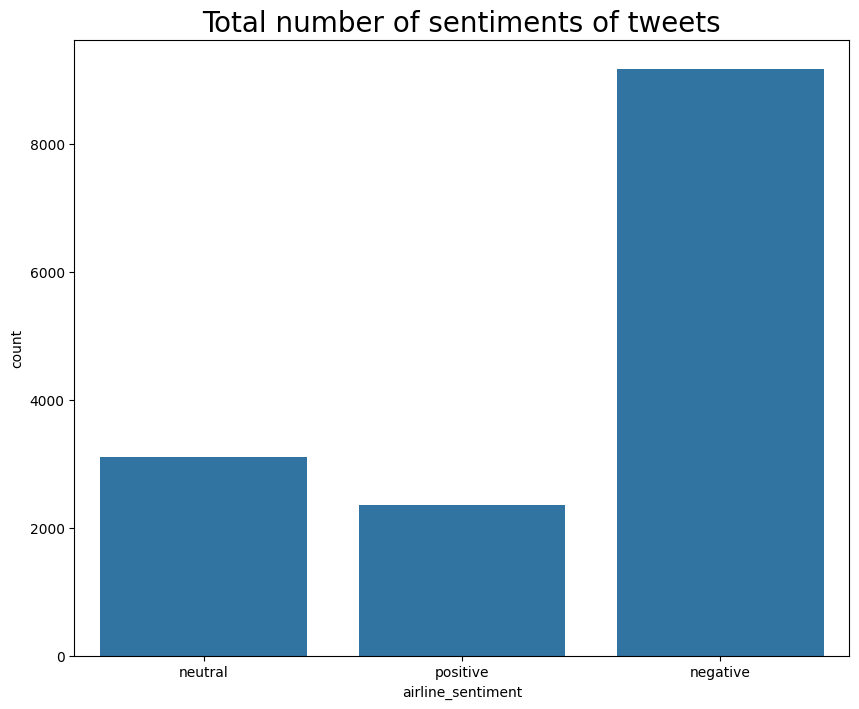 Total number of sentiments of tweets
8000
6000
4000
2000
0
count
neutral positive negative
airline_sentiment